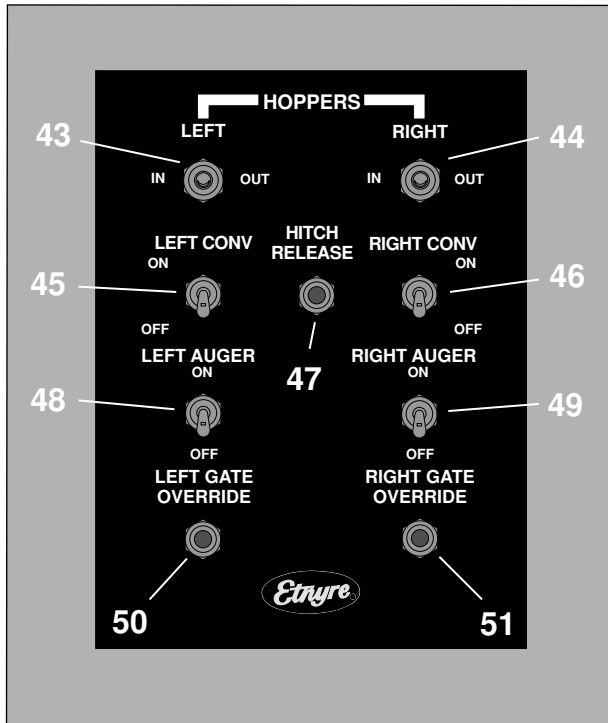 HOPPERS
LEFT RIGHT
43 44
IN OUT IN OUT
LEFT CONV
ON
HITCH
RELEASE
RIGHT CONV
ON
45 46
OFF OFF
47
LEFT AUGER
ON
RIGHT AUGER
ON
48 49
OFF OFF
LEFT GATE
OVERRIDE
RIGHT GATE
OVERRIDE
Etnyre
50 51